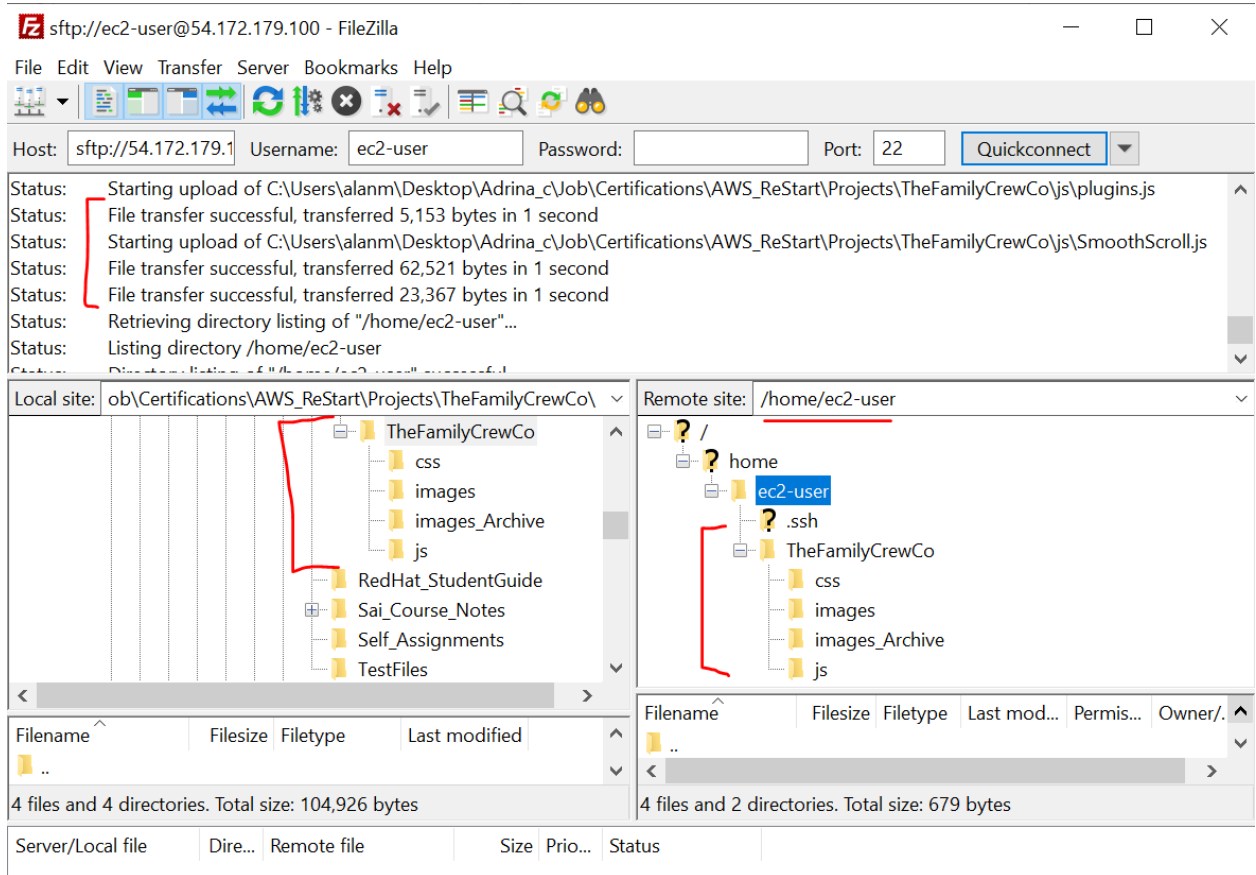 Fz sftp://ec2-user@54.172.179.100 - FileZilla
File Edit View Transfer Server Bookmarks Help
Host: sftp://54.172.179.1 Username: ec2-user Password: Port: 22 Quickconnect
Status: Starting upload of C:\Users\alanm\Desktop\Adrina_c\Job\Certifications\AWS_ReStart\Projects\TheFamilyCrewCo\js\plugins.js
Status: File transfer successful, transferred 5,153 bytes in 1 second
Status: Starting upload of C:\Users\alanm\Desktop\Adrina_c\Job\Certifications\AWS_ReStart\Projects\TheFamilyCrewCo\js\SmoothScroll.js
Status: File transfer successful, transferred 62,521 bytes in 1 second
Status: File transfer successful, transferred 23,367 bytes in 1 second
Status: Retrieving directory listing of "/home/ec2-user"...
Status: Listing directory /home/ec2-user
Status: Directory listing of "/home/ec2-user" successful
Local site: ob\Certifications\AWS_ReStart\Projects\TheFamilyCrewCo\
TheFamilyCrewCo
css
images
images_Archive
js
RedHat_StudentGuide
Sai_Course_Notes
Self_Assignments
TestFiles
Filename Filesize Filetype Last modified
..
4 files and 4 directories. Total size: 104,926 bytes
Remote site: /home/ec2-user
/
home
ec2-user
.ssh
TheFamilyCrewCo
css
images
images_Archive
js
Filename Filesize Filetype Last mod... Permis... Owner/.
..
4 files and 2 directories. Total size: 679 bytes
Server/Local file Dire... Remote file Size Prio... Status